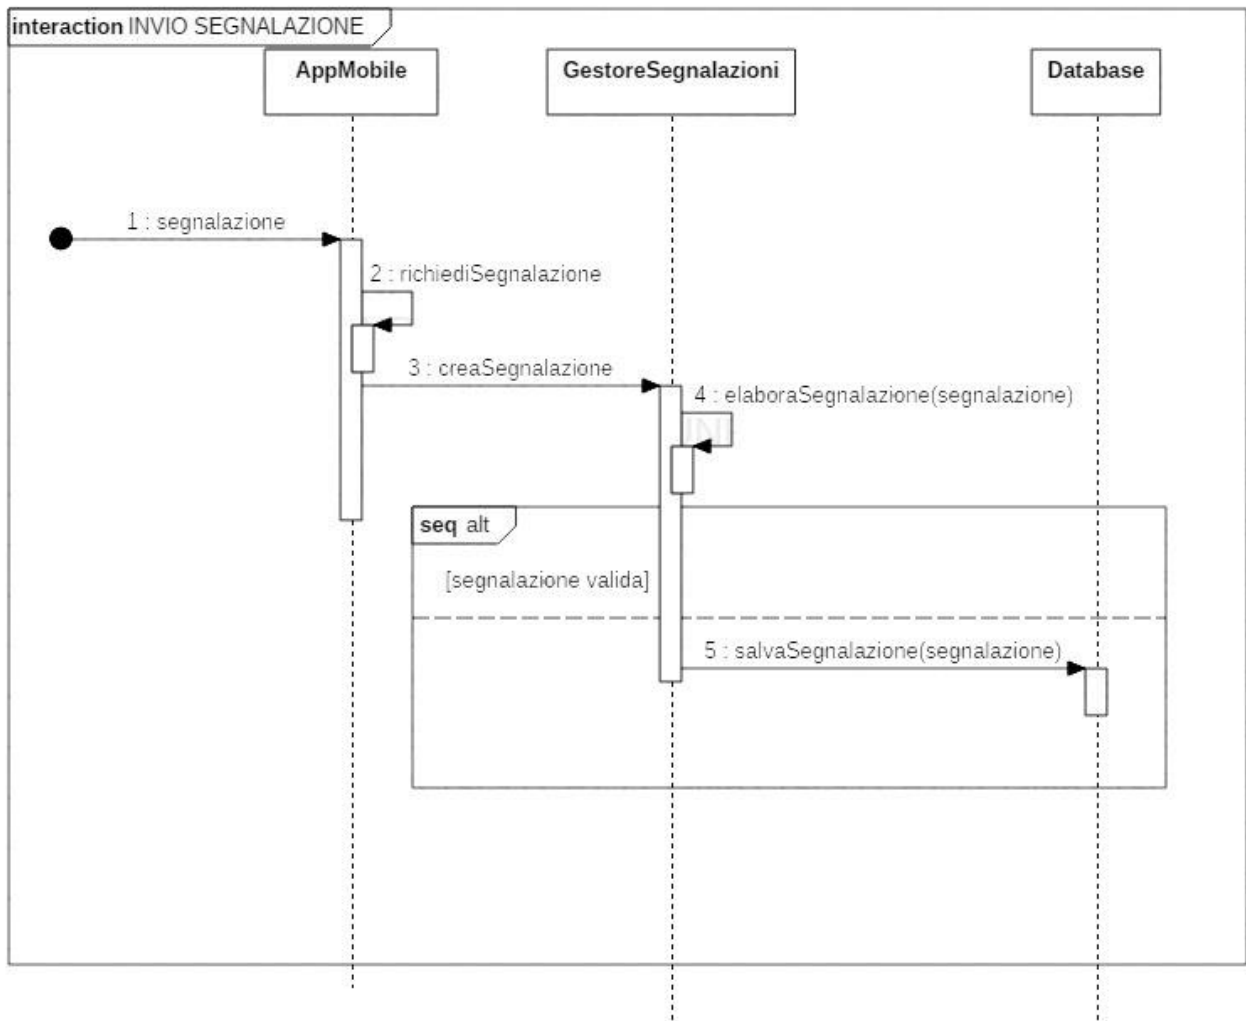 interaction INVIO SEGNALAZIONE
AppMobile
GestoreSegnalazioni
Database
1 : segnalazione
2 : richiediSegnalazione
3 : creaSegnalazione
4 : elaboraSegnalazione(segnalazione)
seq alt
[segnalazione valida]
5 : salvaSegnalazione(segnalazione)